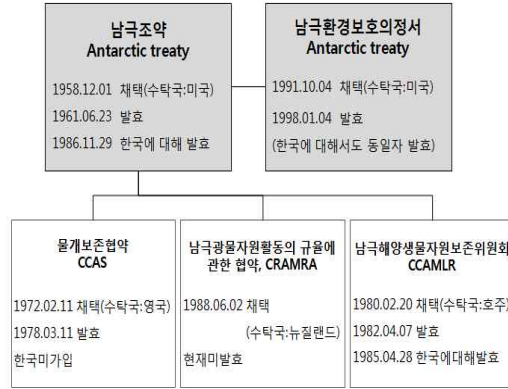 남극조약
Antarctic treaty
1958.12.01 채택(수탁국:미국)
1961.06.23 발효
1986.11.29 한국에 대해 발효
남극환경보호의정서
Antarctic treaty
1991.10.04 채택(수탁국:미국)
1998.01.04 발효
(한국에 대해서도 동일자 발효)
물개보존협약
CCAS
1972.02.11 채택(수탁국:영국)
1978.03.11 발효
한국미가입
남극광물자원활동의 규율에
관한 협약, CRAMRA
1988.06.02 채택
(수탁국:뉴질랜드)
현재미발효
남극해양생물자원보존위원회
CCAMLR
1980.02.20 채택(수탁국:호주)
1982.04.07 발효
1985.04.28 한국에대해발효